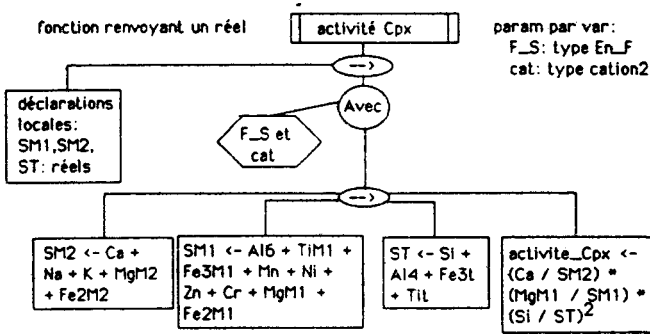 fonction renvoyant un réel
activité Cpx
param par var:
F_S: type En_F
cat: type cation2
-->
déclarations
locales:
SM1,SM2,
ST: réels
Avec
F_S et
cat
-->
SM2 <- Ca +
Na + K + MgM2
+ Fe2M2
SM1 <- Al6 + TiM1 +
Fe3M1 + Mn + Ni +
Zn + Cr + MgM1 +
Fe2M1
ST <- Si +
Al4 + Fe3t
+ Tit
activite_Cpx <-
(Ca / SM2) *
(MgM1 / SM1) *
(Si / ST)2